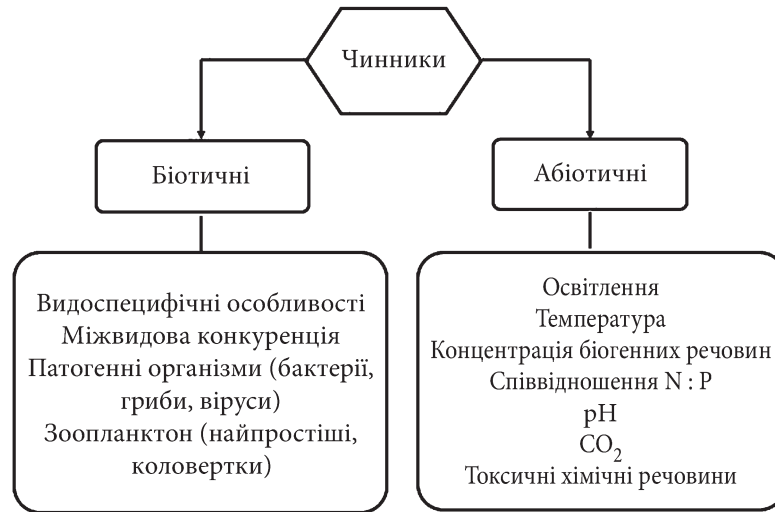 Чинники
Біотичні
Абіотичні
Видоспецифічні особливості
Міжвидова конкуренція
Патогенні організми (бактерії,
гриби, віруси)
Зоопланктон (найпростіші,
коловертки)
Освітлення
Температура
Концентрація біогенних речовин
Співвідношення N : P
pH
CO₂
Токсичні хімічні речовини